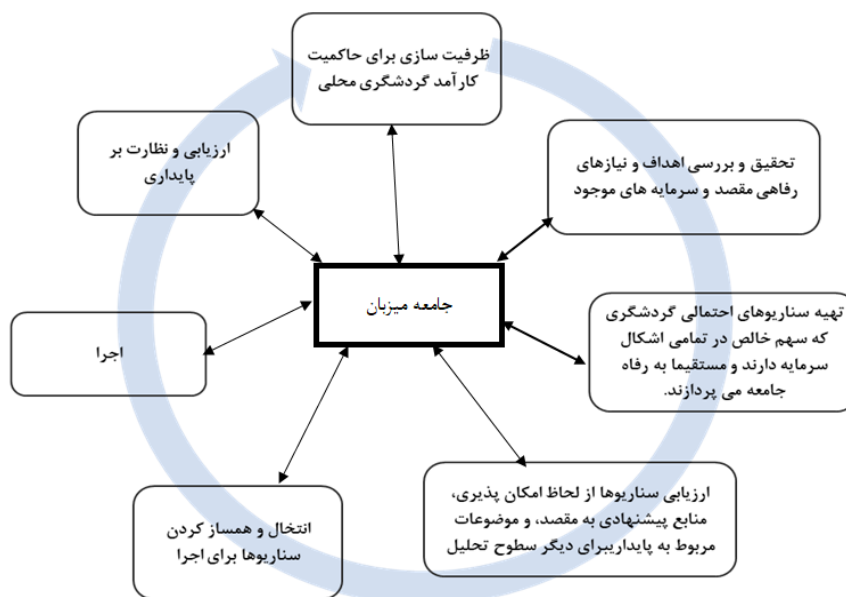 ظرفیت سازی برای حاکمیت
کارآمد گردشگری محلی
تحقیق و بررسی اهداف و نیازهای
رفاهی مقصد و سرمایه های موجود
تهیه سناریوهای احتمالی گردشگری
که سهم خالص در تمامی اشکال
سرمایه دارند و مستقیما به رفاه
جامعه می پردازند.
ارزیابی سناریوها از لحاظ امکان پذیری،
منابع پیشنهادی به مقصد، و موضوعات
مربوط به پایداریبرای دیگر سطوح تحلیل
انتخال و همساز کردن
سناریوها برای اجرا
اجرا
ارزیابی و نظارت بر
پایداری
جامعه میزبان